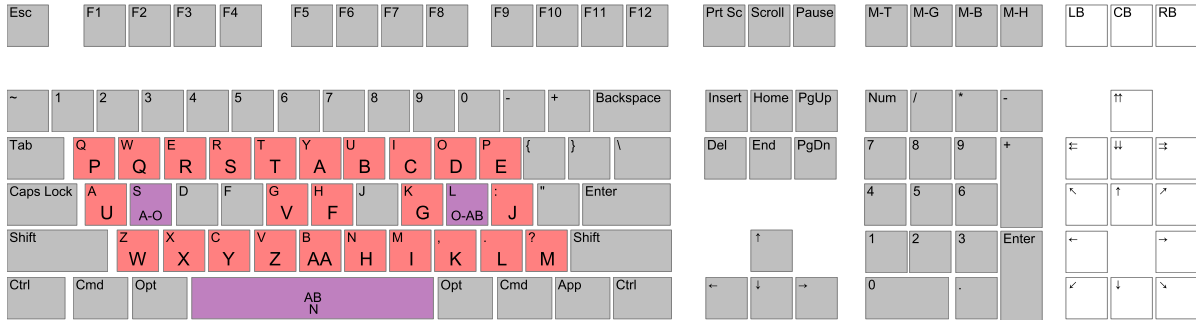 Esc F1 F2 F3 F4 F5 F6 F7 F8 F9 F10 F11 F12 Prt Sc Scroll Pause M-T M-G M-B M-H LB CB RB
~ 1 2 3 4 5 6 7 8 9 0 - + Backspace Insert Home PgUp Num / * - ⇈
Tab Q W E R T Y U I O P { } \ Del End PgDn 7 8 9 + ⇇ ⇊ ⇉
P Q R S T A B C D E
Caps Lock A S D F G H J K L : " Enter 4 5 6 ↖ ↑ ↗
U A-O V F G O-AB J
Shift Z X C V B N M , . ? Shift ↑ 1 2 3 Enter ← →
W X Y Z AA H I K L M
Ctrl Cmd Opt Opt Cmd App Ctrl ← ↓ → 0 . ↙ ↓ ↘
AB
N